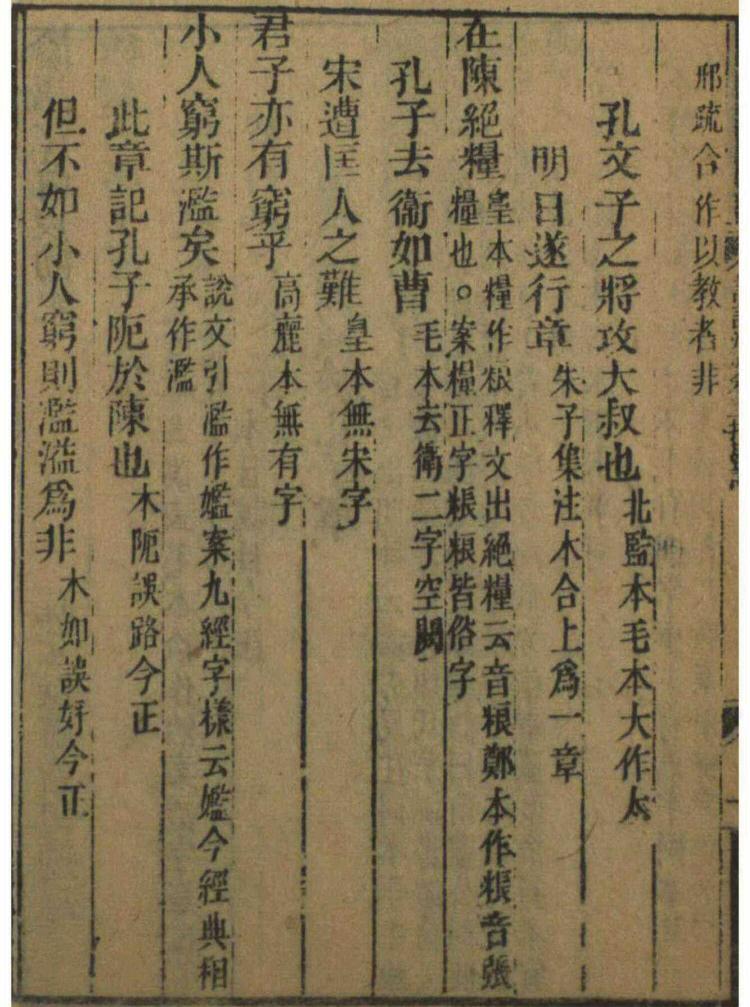 邢疏合作以教者非
孔文子之將攻大叔也 北監本毛本大作太
明日遂行章 朱子集注本合上爲一章
在陳絕糧 皇本糧作粮釋文出絕糧云音粮鄭本作粻音張
糧也○案糧正字粻粮皆俗字
孔子去衞如曹 毛本去衞二字空闕
宋遭匡人之難 皇本無宋字
君子亦有窮乎 高麗本無有字
小人窮斯濫矣 說文引濫作㜮案九經字樣云㜮今經典相
承作濫
此章記孔子阨於陳也 本阨誤路今正
但不如小人窮則濫溢爲非 本如誤好今正